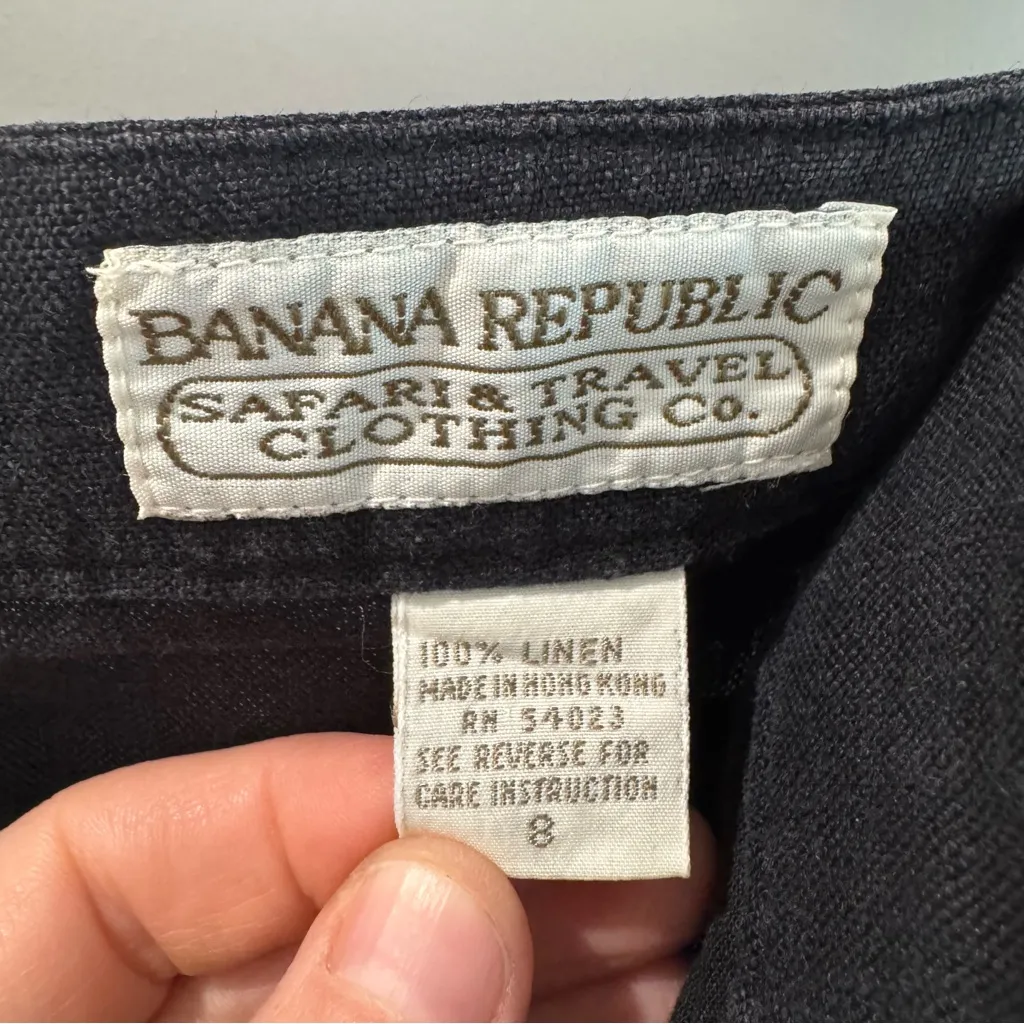 BANANA REPUBLIC
SAFARI & TRAVEL
CLOTHING Co.
100% LINEN
MADE IN HONG KONG
RN 54023
SEE REVERSE FOR
CARE INSTRUCTION
8